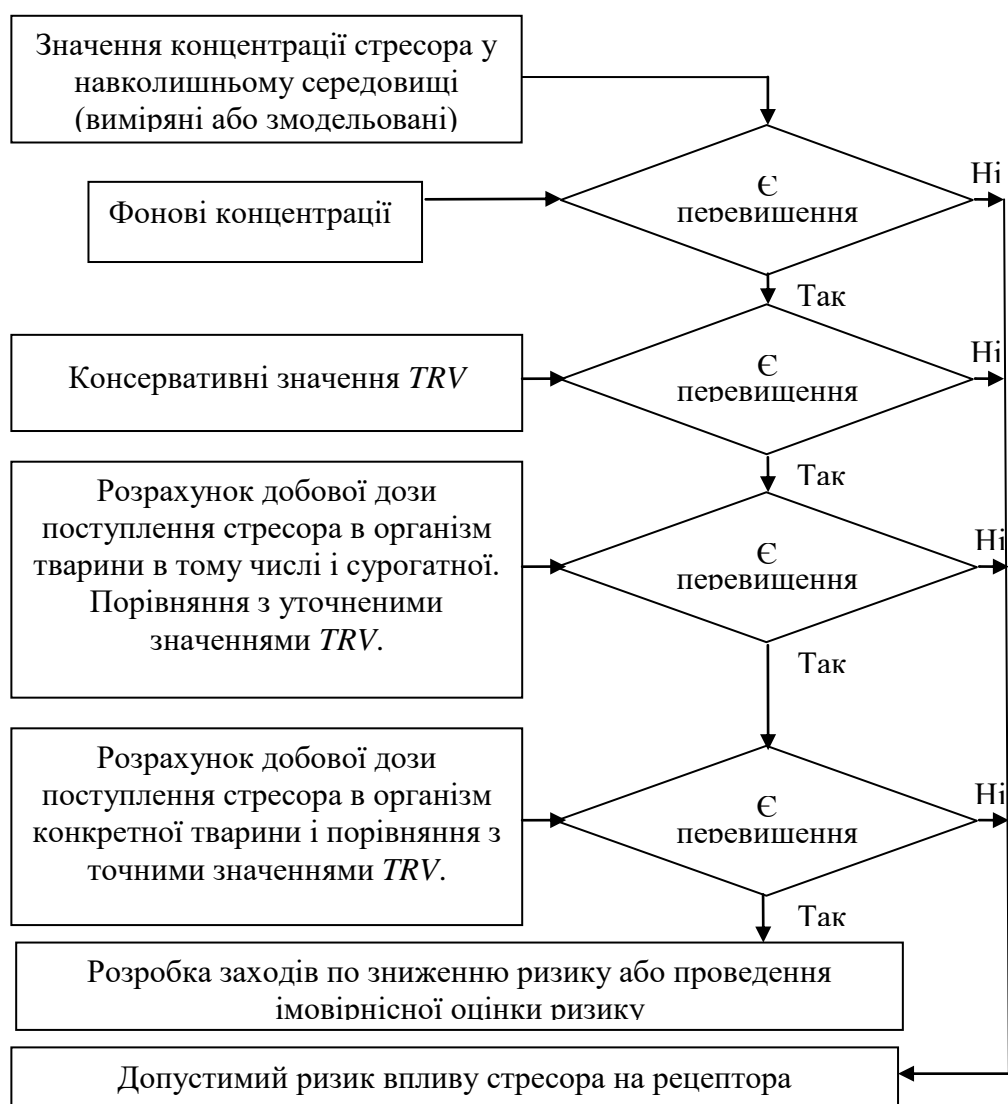 Значення концентрації стресора у
навколишньому середовищі
(виміряні або змодельовані)
Є
перевищення
Ні
Фонові концентрації
Так
Консервативні значення TRV
Є
перевищення
Ні
Так
Розрахунок добової дози
поступлення стресора в організм
тварини в тому числі і сурогатної.
Порівняння з уточненими
значеннями TRV.
Є
перевищення
Ні
Так
Розрахунок добової дози
поступлення стресора в організм
конкретної тварини і порівняння з
точними значеннями TRV.
Є
перевищення
Ні
Так
Розробка заходів по зниженню ризику або проведення
імовірнісної оцінки ризику
Допустимий ризик впливу стресора на рецептора